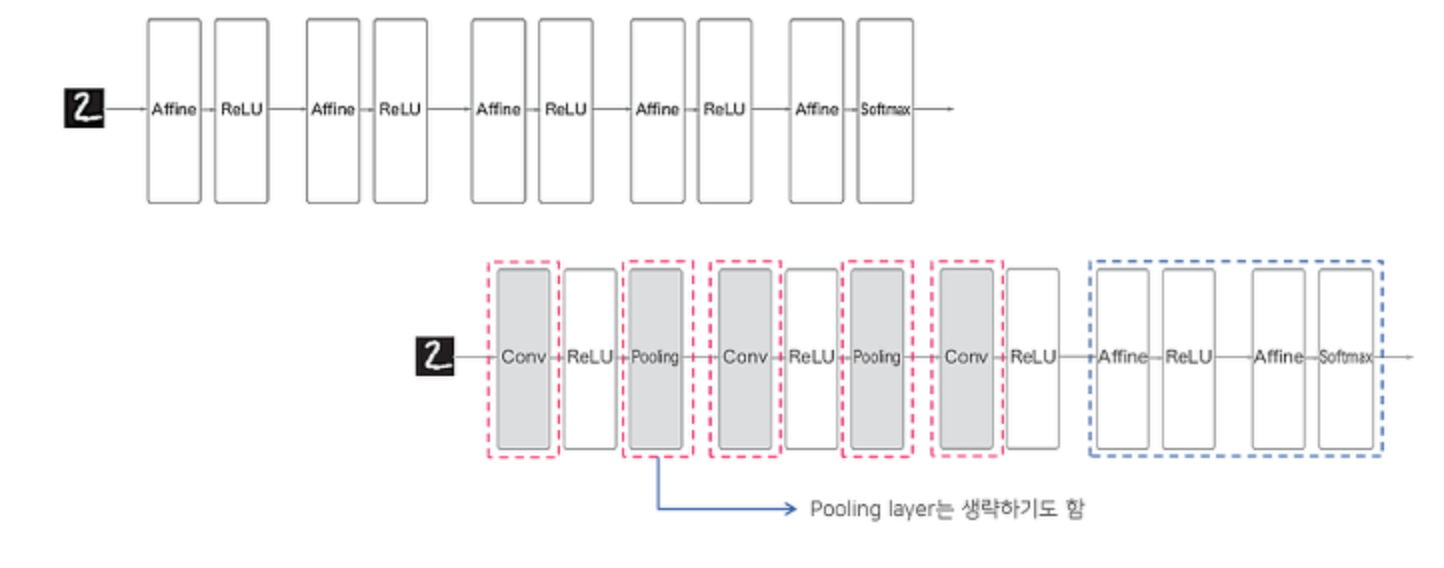 2 Affine ReLU Affine ReLU Affine ReLU Affine ReLU Affine Softmax
2 Conv ReLU Pooling Conv ReLU Pooling Conv ReLU Affine ReLU Affine Softmax
Pooling layer는 생략하기도 함